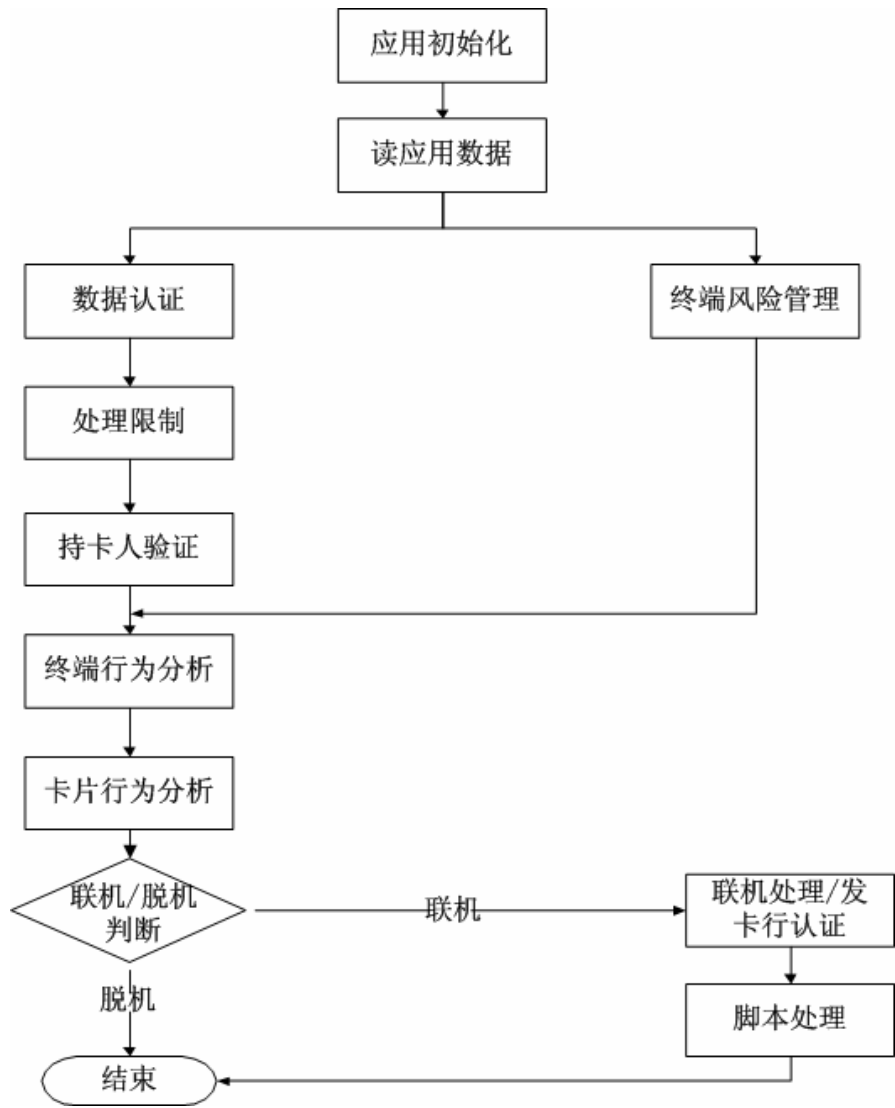 应用初始化
读应用数据
数据认证
终端风险管理
处理限制
持卡人验证
终端行为分析
卡片行为分析
联机/脱机
判断
联机
联机处理/发
卡行认证
脱机
脚本处理
结束